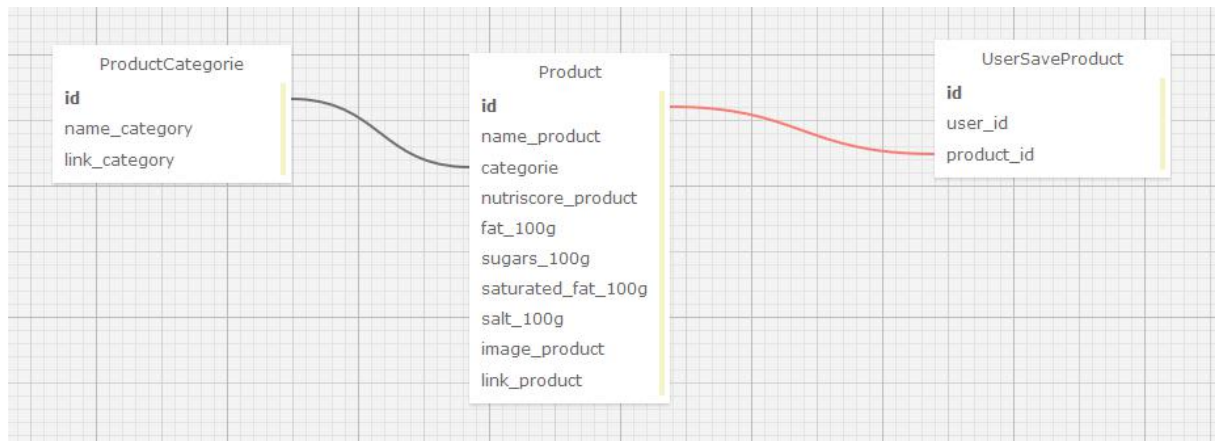 ProductCategorie
id
name_category
link_category
Product
id
name_product
categorie
nutriscore_product
fat_100g
sugars_100g
saturated_fat_100g
salt_100g
image_product
link_product
UserSaveProduct
id
user_id
product_id